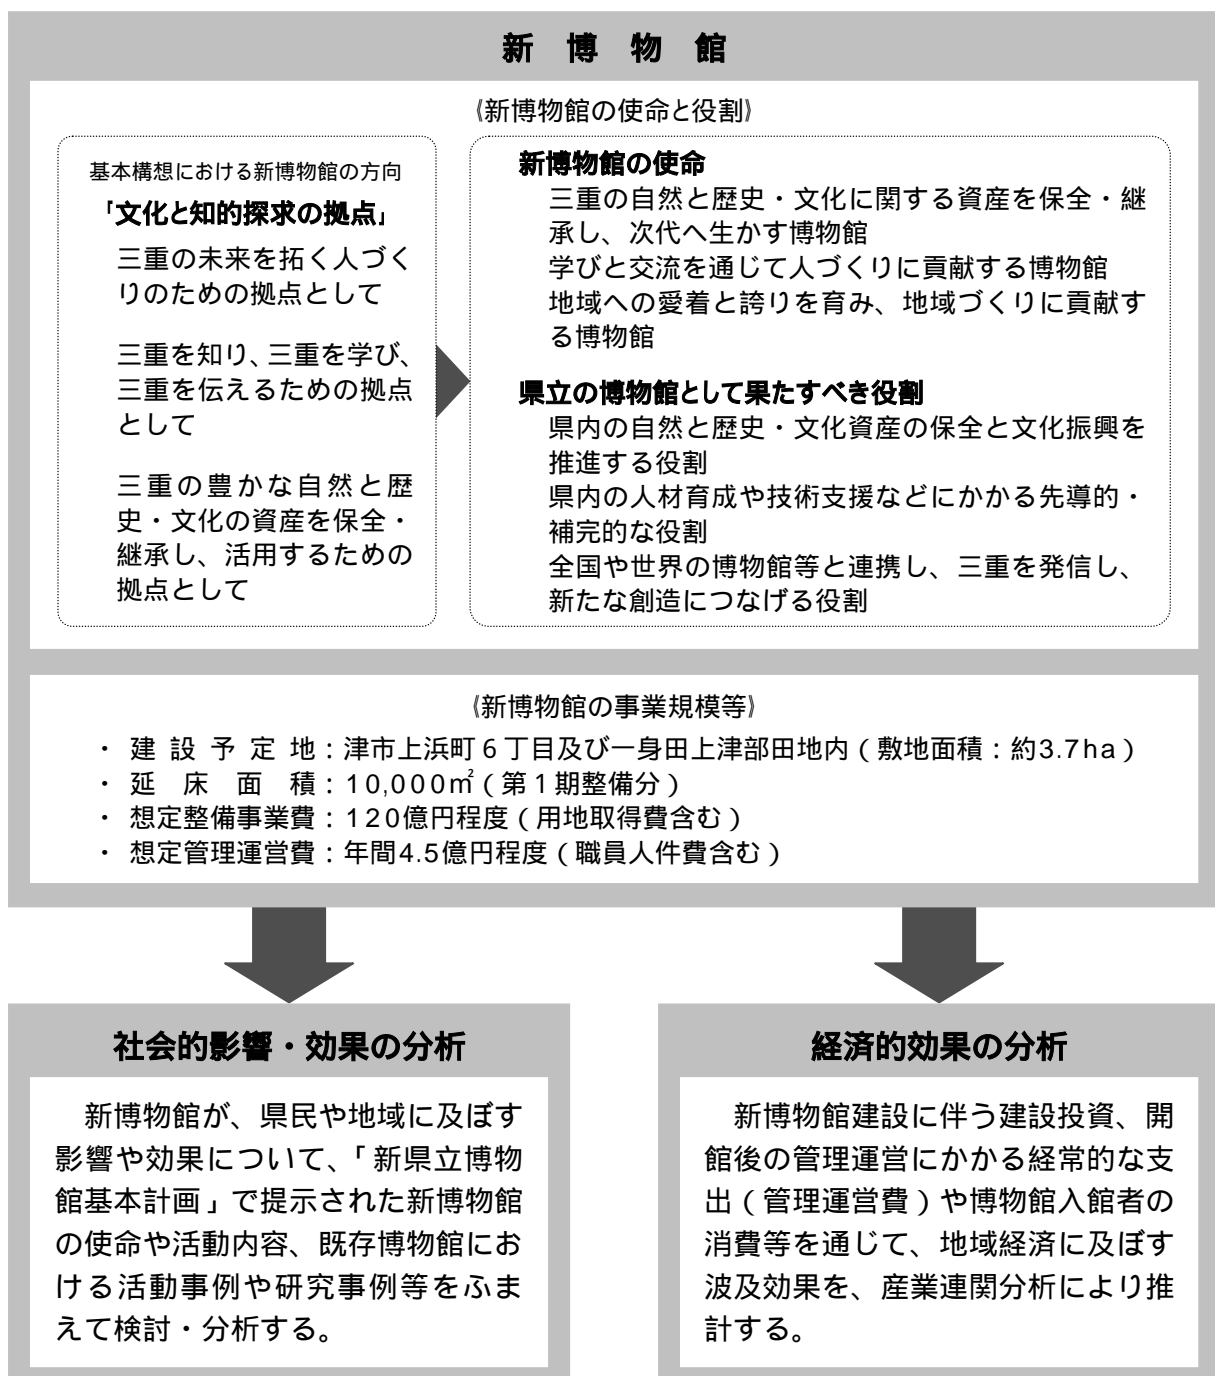 新 博 物 館
《新博物館の使命と役割》
基本構想における新博物館の方向
「文化と知的探求の拠点」
三重の未来を拓く人づく
りのための拠点として
三重を知り、三重を学び、
三重を伝えるための拠点
として
三重の豊かな自然と歴
史・文化の資産を保全・
継承し、活用するための
拠点として
新博物館の使命
三重の自然と歴史・文化に関する資産を保全・継
承し、次代へ生かす博物館
学びと交流を通じて人づくりに貢献する博物館
地域への愛着と誇りを育み、地域づくりに貢献す
る博物館
県立の博物館として果たすべき役割
県内の自然と歴史・文化資産の保全と文化振興を
推進する役割
県内の人材育成や技術支援などにかかる先導的・
補完的な役割
全国や世界の博物館等と連携し、三重を発信し、
新たな創造につなげる役割
《新博物館の事業規模等》
・ 建 設 予 定 地：津市上浜町６丁目及び一身田上津部田地内（敷地面積：約3.7ha）
・ 延 床 面 積：10,000㎡（第１期整備分）
・ 想定整備事業費：120億円程度（用地取得費含む）
・ 想定管理運営費：年間4.5億円程度（職員人件費含む）
社会的影響・効果の分析
新博物館が、県民や地域に及ぼす
影響や効果について、「新県立博物
館基本計画」で提示された新博物館
の使命や活動内容、既存博物館にお
ける活動事例や研究事例等をふま
えて検討・分析する。
経済的効果の分析
新博物館建設に伴う建設投資、開
館後の管理運営にかかる経常的な支
出（管理運営費）や博物館入館者の
消費等を通じて、地域経済に及ぼす
波及効果を、産業連関分析により推
計する。